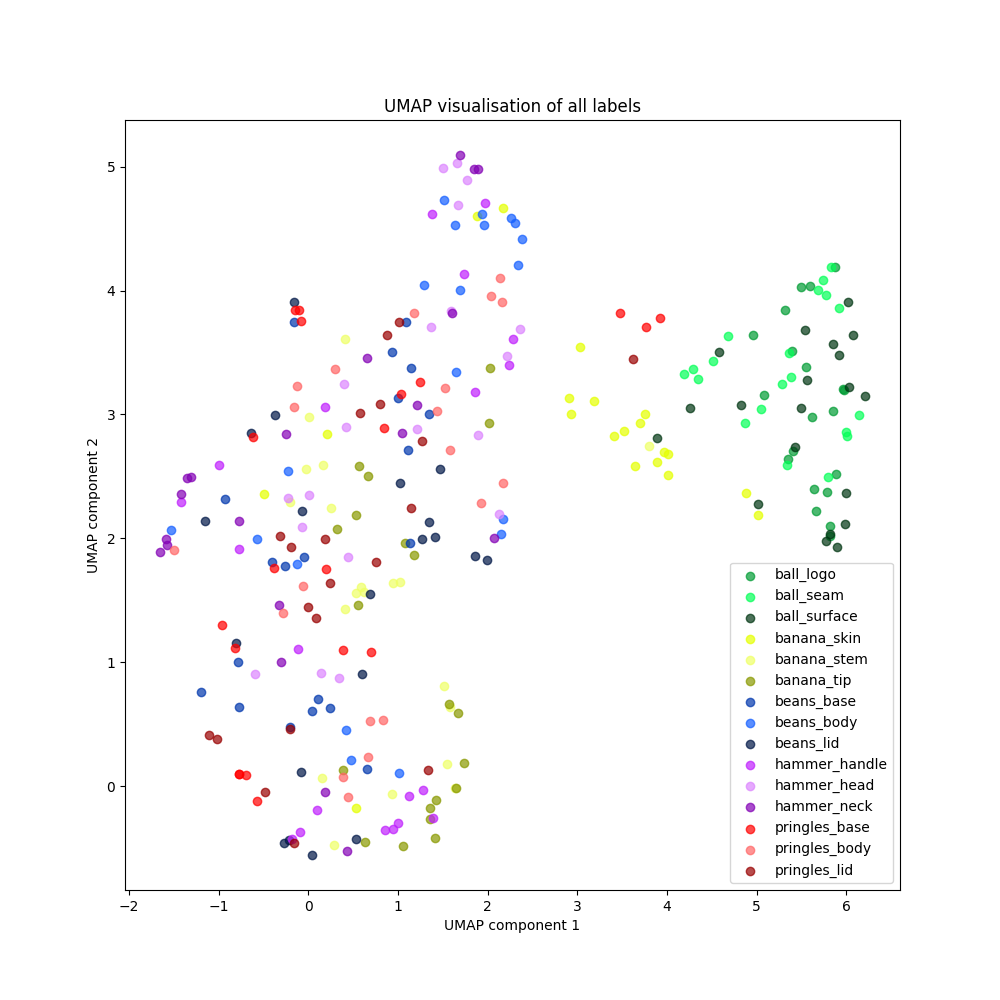 UMAP visualisation of all labels
5
4
3
2
1
0
UMAP component 2
ball_logo
ball_seam
ball_surface
banana_skin
banana_stem
banana_tip
beans_base
beans_body
beans_lid
hammer_handle
hammer_head
hammer_neck
pringles_base
pringles_body
pringles_lid
−2 −1 0 1 2 3 4 5 6
UMAP component 1